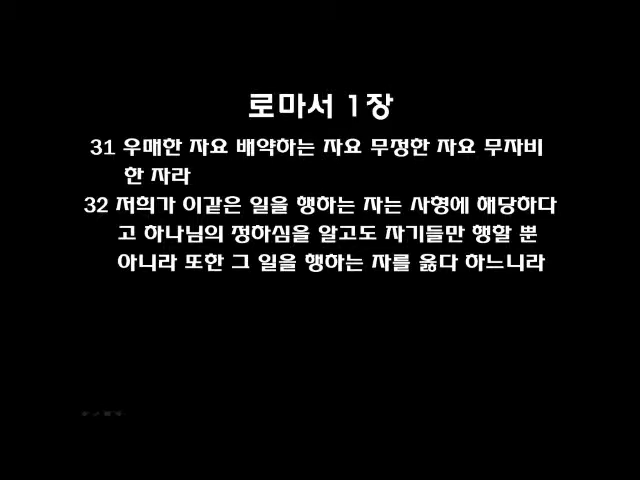 로마서 1장
31 우매한 자요 배약하는 자요 무정한 자요 무자비
한 자라
32 저희가 이같은 일을 행하는 자는 사형에 해당하다
고 하나님의 정하심을 알고도 자기들만 행할 뿐
아니라 또한 그 일을 행하는 자를 옳다 하느니라